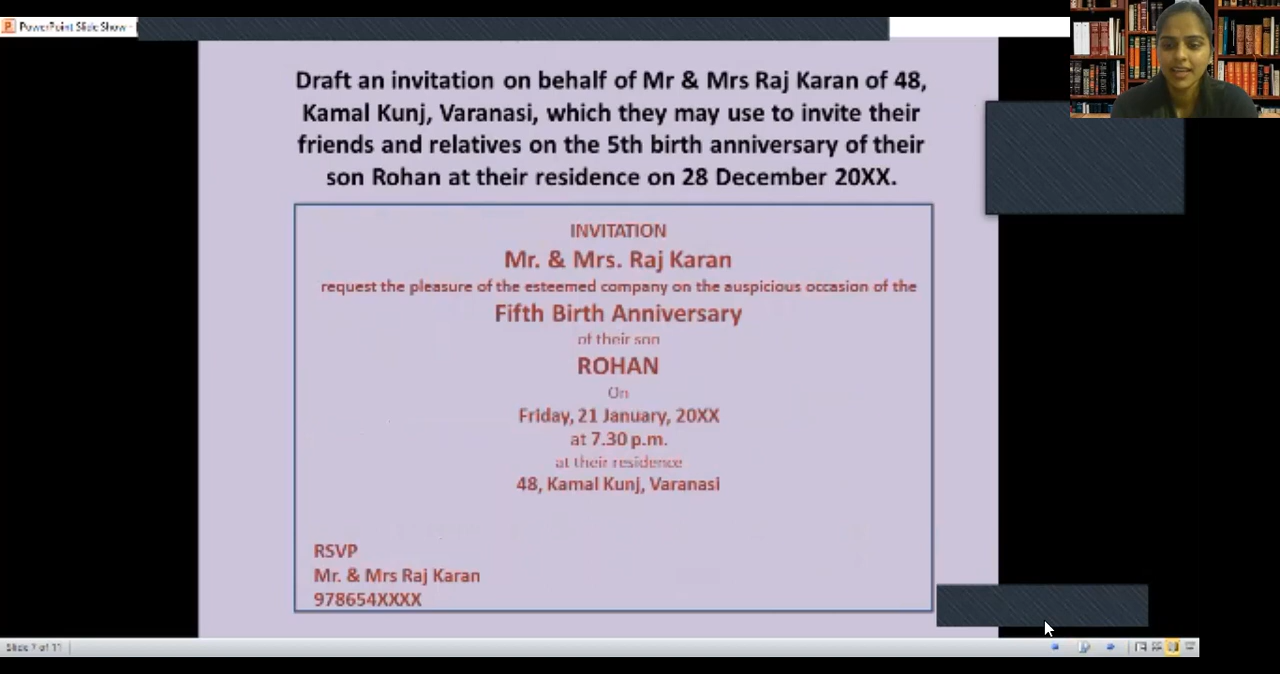 PowerPoint Slide Show -
Draft an invitation on behalf of Mr & Mrs Raj Karan of 48,
Kamal Kunj, Varanasi, which they may use to invite their
friends and relatives on the 5th birth anniversary of their
son Rohan at their residence on 28 December 20XX.
INVITATION
Mr. & Mrs. Raj Karan
request the pleasure of the esteemed company on the auspicious occasion of the
Fifth Birth Anniversary
of their son
ROHAN
On
Friday, 21 January, 20XX
at 7.30 p.m.
at their residence
48, Kamal Kunj, Varanasi
RSVP
Mr. & Mrs Raj Karan
978654XXXX
Slide 7 of 11